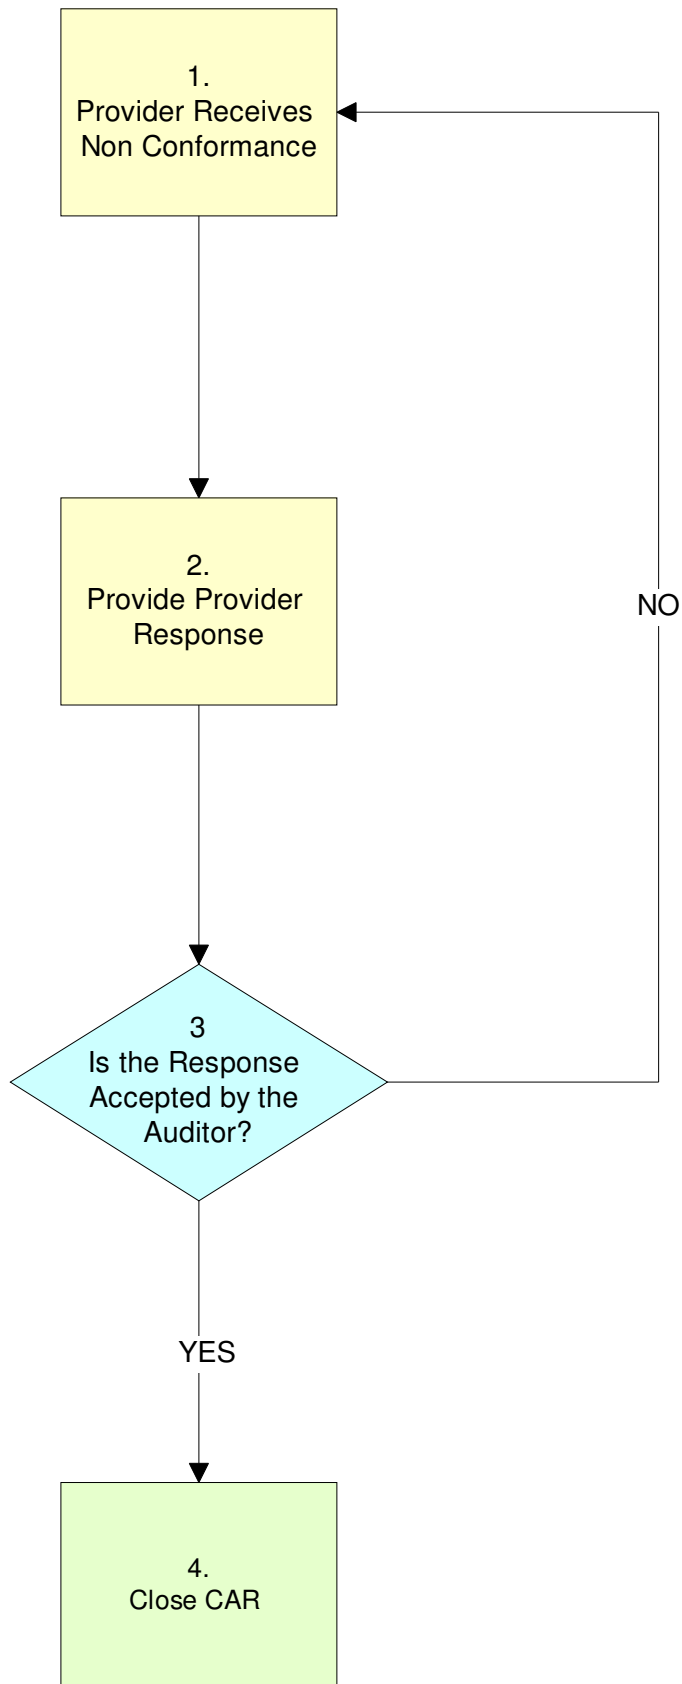 1.
Provider Receives
Non Conformance
2.
Provide Provider
Response
NO
3
Is the Response
Accepted by the
Auditor?
YES
4.
Close CAR